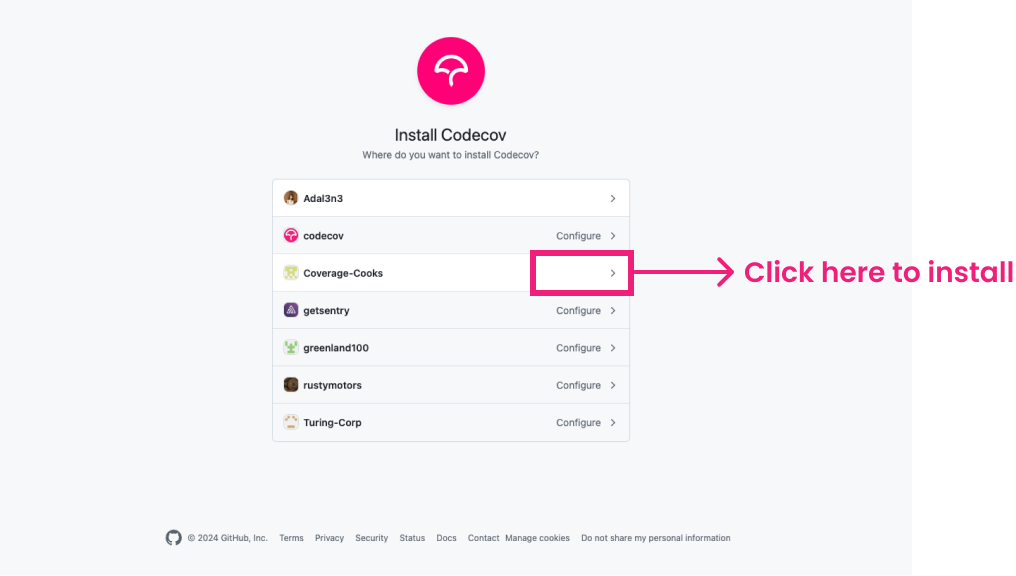 Install Codecov
Where do you want to install Codecov?
Adal3n3
codecov Configure
Coverage-Cooks
Click here to install
getsentry Configure
greenland100 Configure
rustymotors Configure
Turing-Corp Configure
© 2024 GitHub, Inc. Terms Privacy Security Status Docs Contact Manage cookies Do not share my personal information